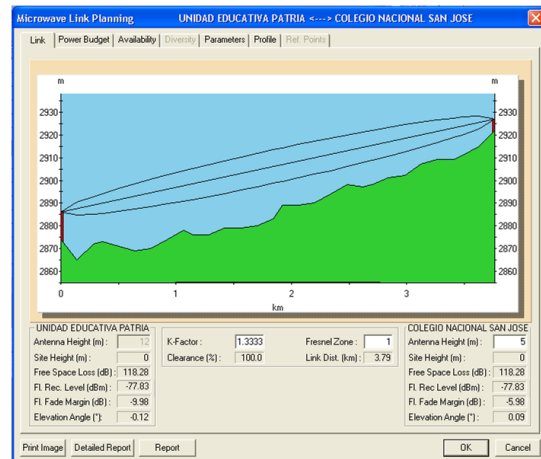 Microwave Link Planning UNIDAD EDUCATIVA PATRIA <---> COLEGIO NACIONAL SAN JOSE
Link Power Budget Availability Diversity Parameters Profile Ref. Points
m m
2930 2930
2920 2920
2910 2910
2900 2900
2890 2890
2880 2880
2870 2870
2860 2860
0 1 2 3
km
UNIDAD EDUCATIVA PATRIA
Antenna Height (m) : 12
Site Height (m) : 0
Free Space Loss (dB) : 118.28
Fl. Rec. Level (dBm) : -77.83
Fl. Fade Margin (dB) : -9.98
Elevation Angle (°): -0.12
K-Factor : 1.3333 Fresnel Zone : 1
Clearance (%) : 100.0 Link Dist. (km) : 3.79
COLEGIO NACIONAL SAN JOSE
Antenna Height (m) : 5
Site Height (m) : 0
Free Space Loss (dB) : 118.28
Fl. Rec. Level (dBm) : -77.83
Fl. Fade Margin (dB) : -5.98
Elevation Angle (°): 0.09
Print Image Detailed Report Report OK Cancel